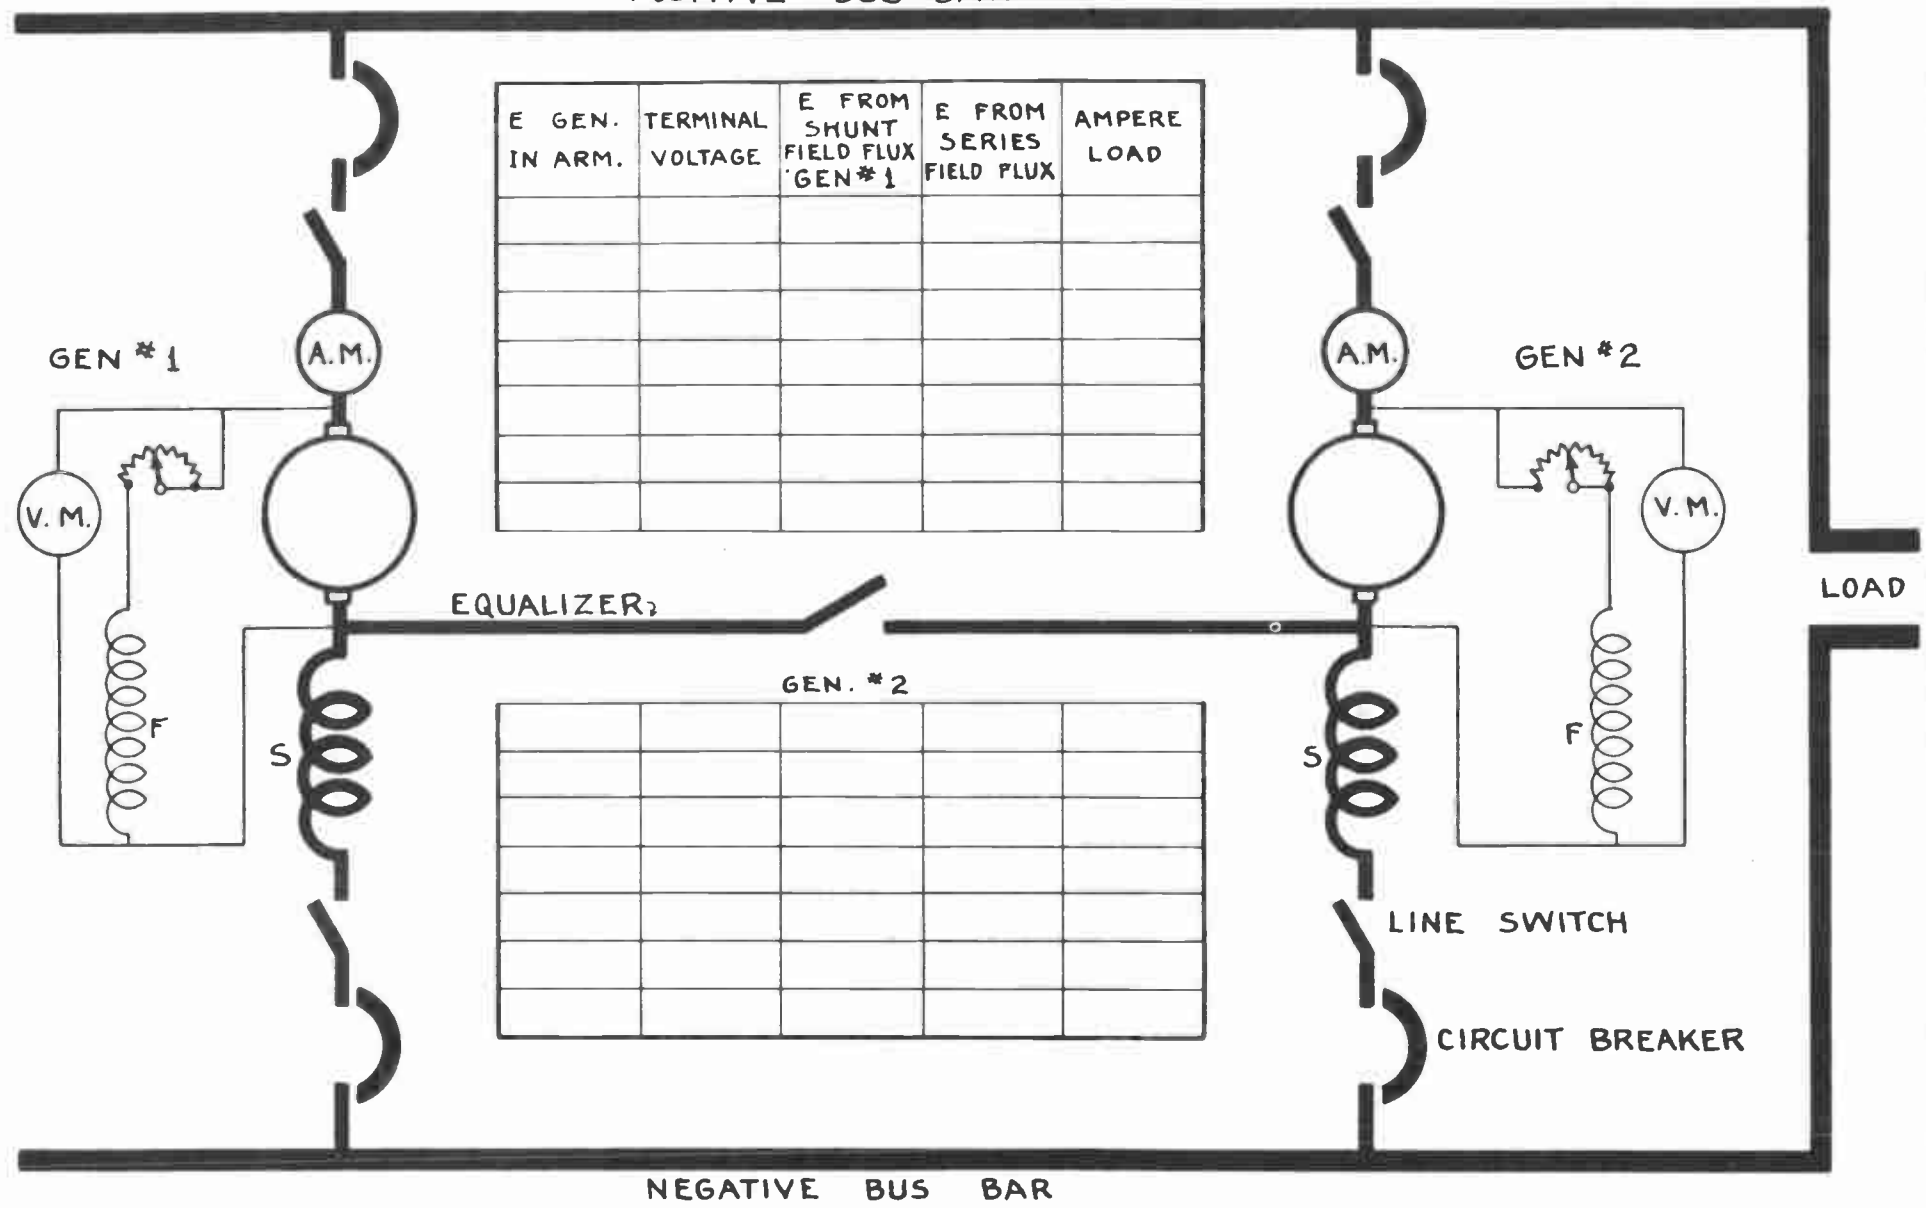 BUS
E GEN.
IN ARM.
TERMINAL
VOLTAGE
E FROM
SHUNT
FIELD FLUX
GEN #1
E FROM
SERIES
FIELD FLUX
AMPERE
LOAD
GEN #1
A.M.
A.M.
GEN #2
V.M.
V.M.
LOAD
EQUALIZER
GEN. #2
F
S
S
F
LINE SWITCH
CIRCUIT BREAKER
NEGATIVE BUS BAR